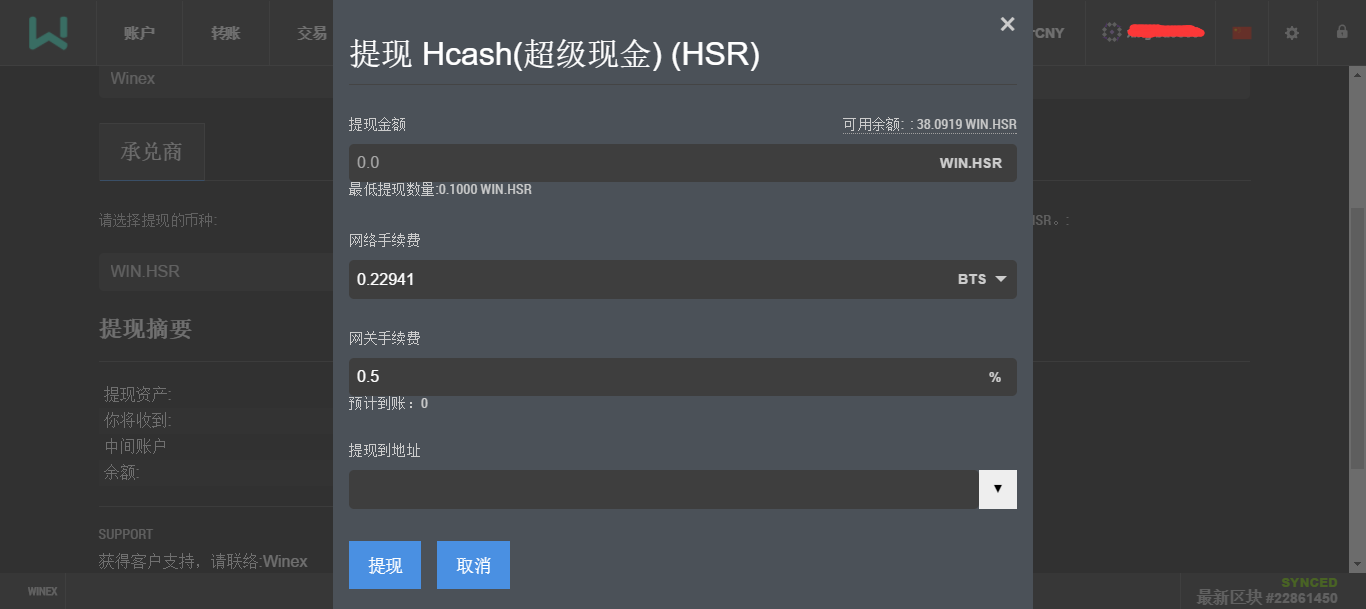 账户
转账
交易
CNY
提现 Hcash(超级现金) (HSR)
Winex
承兑商
提现金额
可用余额: : 38.0919 WIN.HSR
0.0
WIN.HSR
最低提现数量:0.1000 WIN.HSR
请选择提现的币种:
HSR。:
WIN.HSR
网络手续费
0.22941
BTS
提现摘要
网关手续费
0.5
%
预计到账：0
提现资产:
你将收到:
中间账户
余额:
提现到地址
SUPPORT
获得客户支持，请联络:Winex
提现
取消
WINEX
SYNCED
最新区块 #22861450